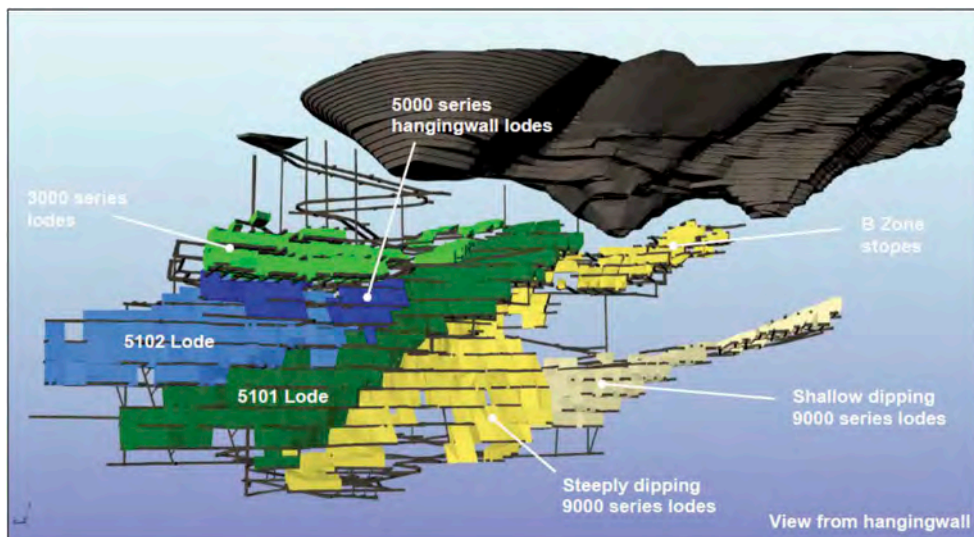 5000 series
hangingwall lodes
3000 series
lodes
B Zone
stopes
5102 Lode
5101 Lode
Shallow dipping
9000 series lodes
Steeply dipping
9000 series lodes
View from hangingwall